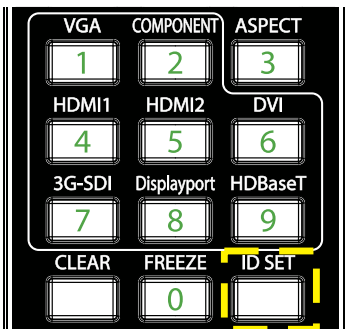 VGA COMPONENT ASPECT
1 2 3
HDMI1 HDMI2 DVI
4 5 6
3G-SDI Displayport HDBaseT
7 8 9
CLEAR FREEZE ID SET
0